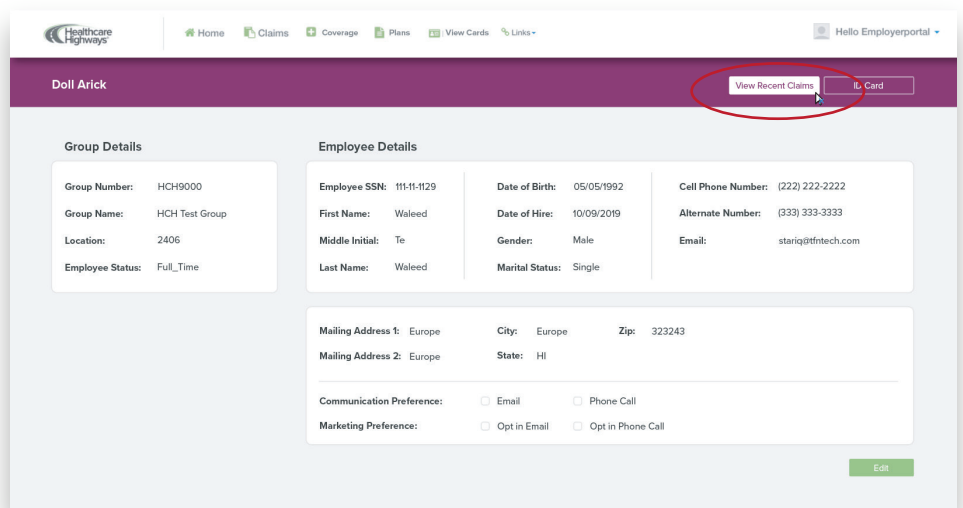 Healthcare Highways
Home Claims Coverage Plans View Cards Links
Hello Employerportal
Doll Arick
View Recent Claims
ID Card
Group Details
Group Number: HCH9000
Group Name: HCH Test Group
Location: 2406
Employee Status: Full_Time
Employee Details
Employee SSN: 111-11-1129
First Name: Waleed
Middle Initial: Te
Last Name: Waleed
Date of Birth: 05/05/1992
Date of Hire: 10/09/2019
Gender: Male
Marital Status: Single
Cell Phone Number: (222) 222-2222
Alternate Number: (333) 333-3333
Email: stariq@tfntech.com
Mailing Address 1: Europe City: Europe Zip: 323243
Mailing Address 2: Europe State: HI
Communication Preference: Email Phone Call
Marketing Preference: Opt in Email Opt in Phone Call
Edit